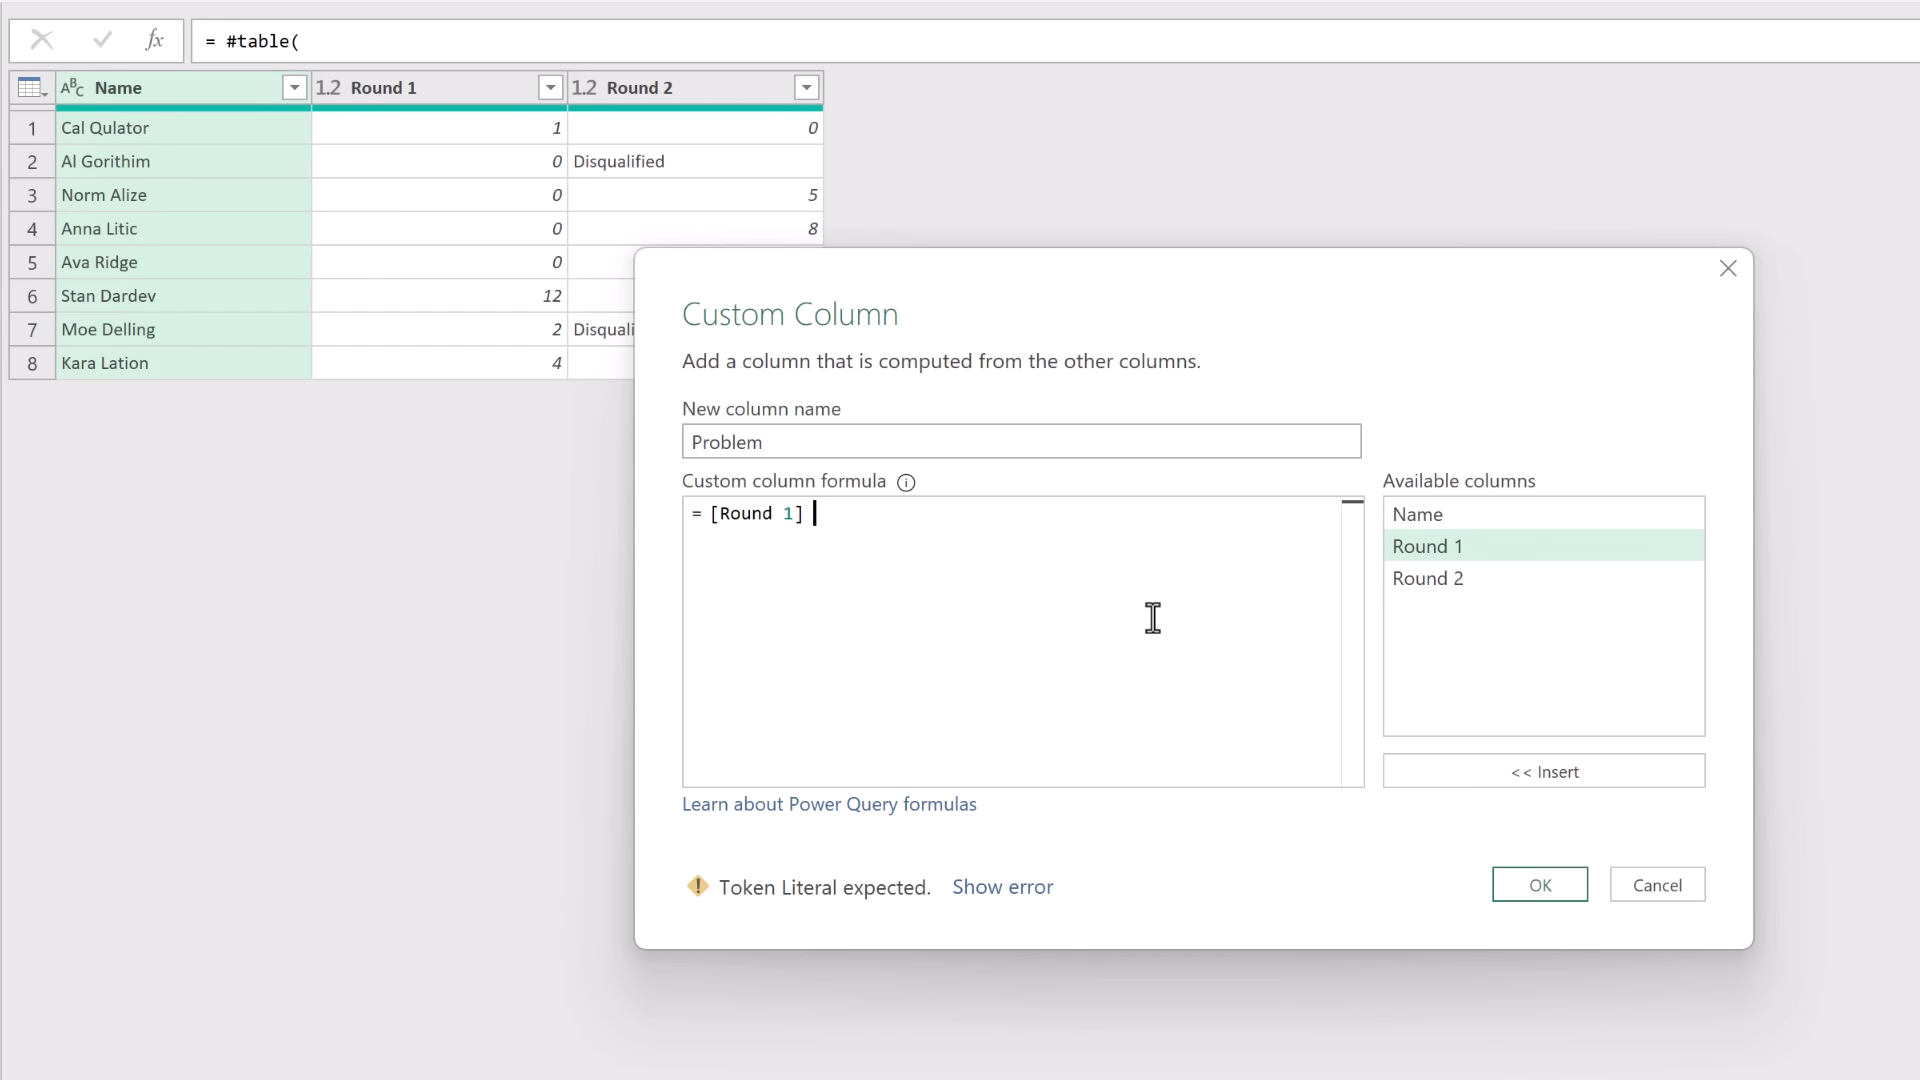 fx = #table(
ABC Name 1.2 Round 1 1.2 Round 2
1 Cal Qulator 1 0
2 Al Gorithim 0 Disqualified
3 Norm Alize 0 5
4 Anna Litic 0 8
5 Ava Ridge 0
6 Stan Dardev 12
7 Moe Delling 2 Disquali
8 Kara Lation 4
Custom Column
Add a column that is computed from the other columns.
New column name
Problem
Custom column formula
= [Round 1]
Available columns
Name
Round 1
Round 2
<< Insert
Learn about Power Query formulas
Token Literal expected. Show error
OK Cancel